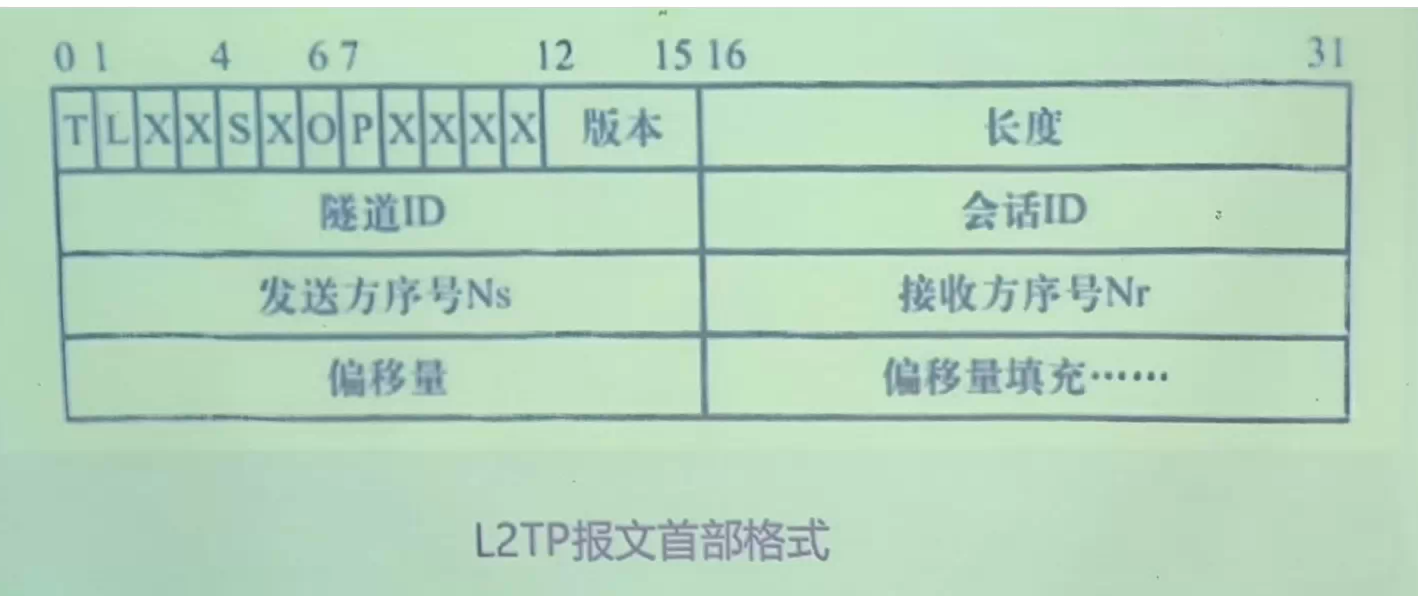 0 1 4 6 7 12 15 16 31
T L X X S X O P X X X X 版本 长度
隧道ID 会话ID
发送方序号Ns 接收方序号Nr
偏移量 偏移量填充……
L2TP报文首部格式